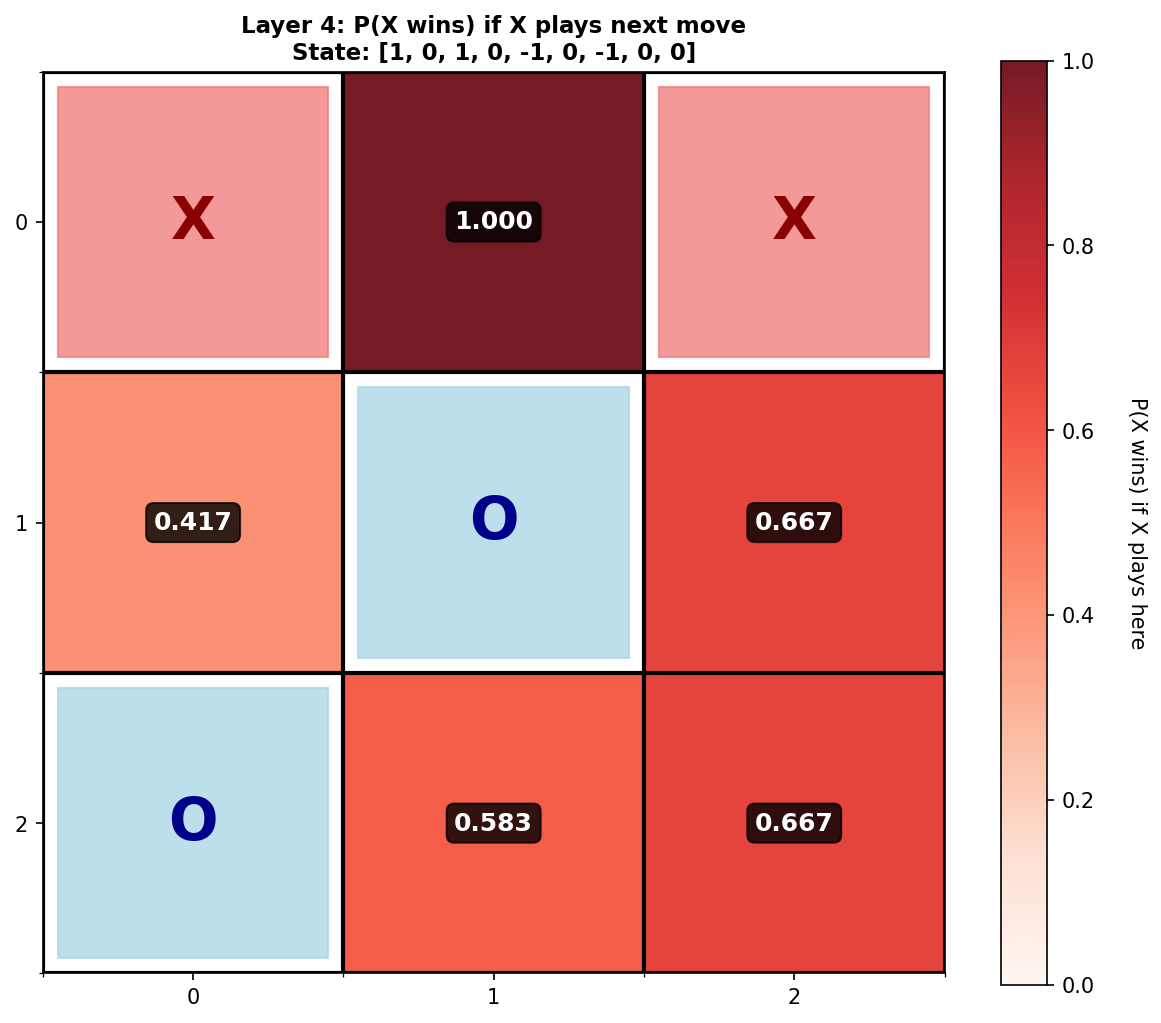 Layer 4: P(X wins) if X plays next move
State: [1, 0, 1, 0, -1, 0, -1, 0, 0]
1.0
0
X
1.000
X
0.8
1
0.417
O
0.667
0.6
P(X wins) if X plays here
0.4
2
O
0.583
0.667
0.2
0.0
0
1
2